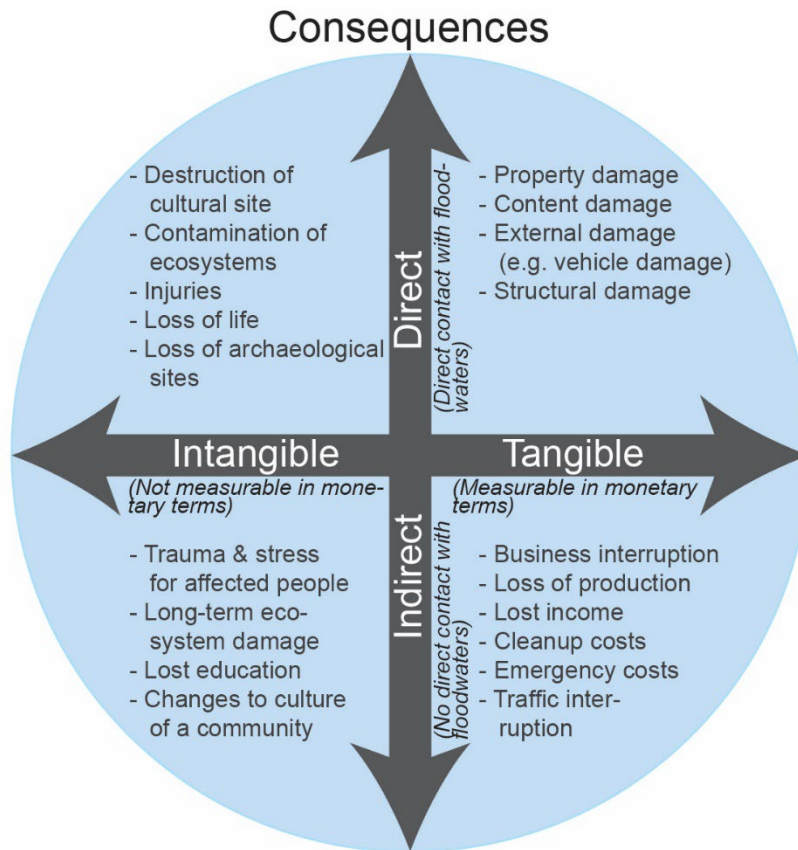 Consequences
- Destruction of
cultural site
- Contamination of
ecosystems
- Injuries
- Loss of life
- Loss of archaeological
sites
Direct
(Direct contact with flood-
waters)
- Property damage
- Content damage
- External damage
(e.g. vehicle damage)
- Structural damage
Intangible
(Not measurable in mone-
tary terms)
Tangible
(Measurable in monetary
terms)
- Trauma & stress
for affected people
- Long-term eco-
system damage
- Lost education
- Changes to culture
of a community
Indirect
(No direct contact with
floodwaters)
- Business interruption
- Loss of production
- Lost income
- Cleanup costs
- Emergency costs
- Traffic inter-
ruption